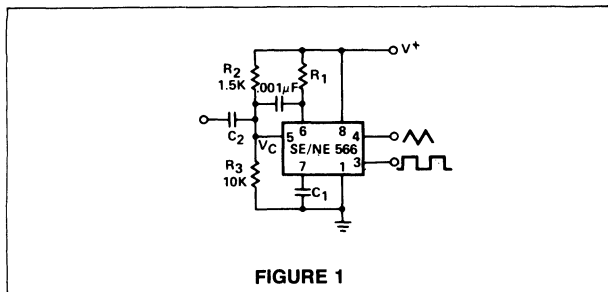 V+
R2
1.5K
.001µF
R1
C2
VC
5
6
8
4
SE/NE 566
3
7
1
R3
10K
C1
FIGURE 1